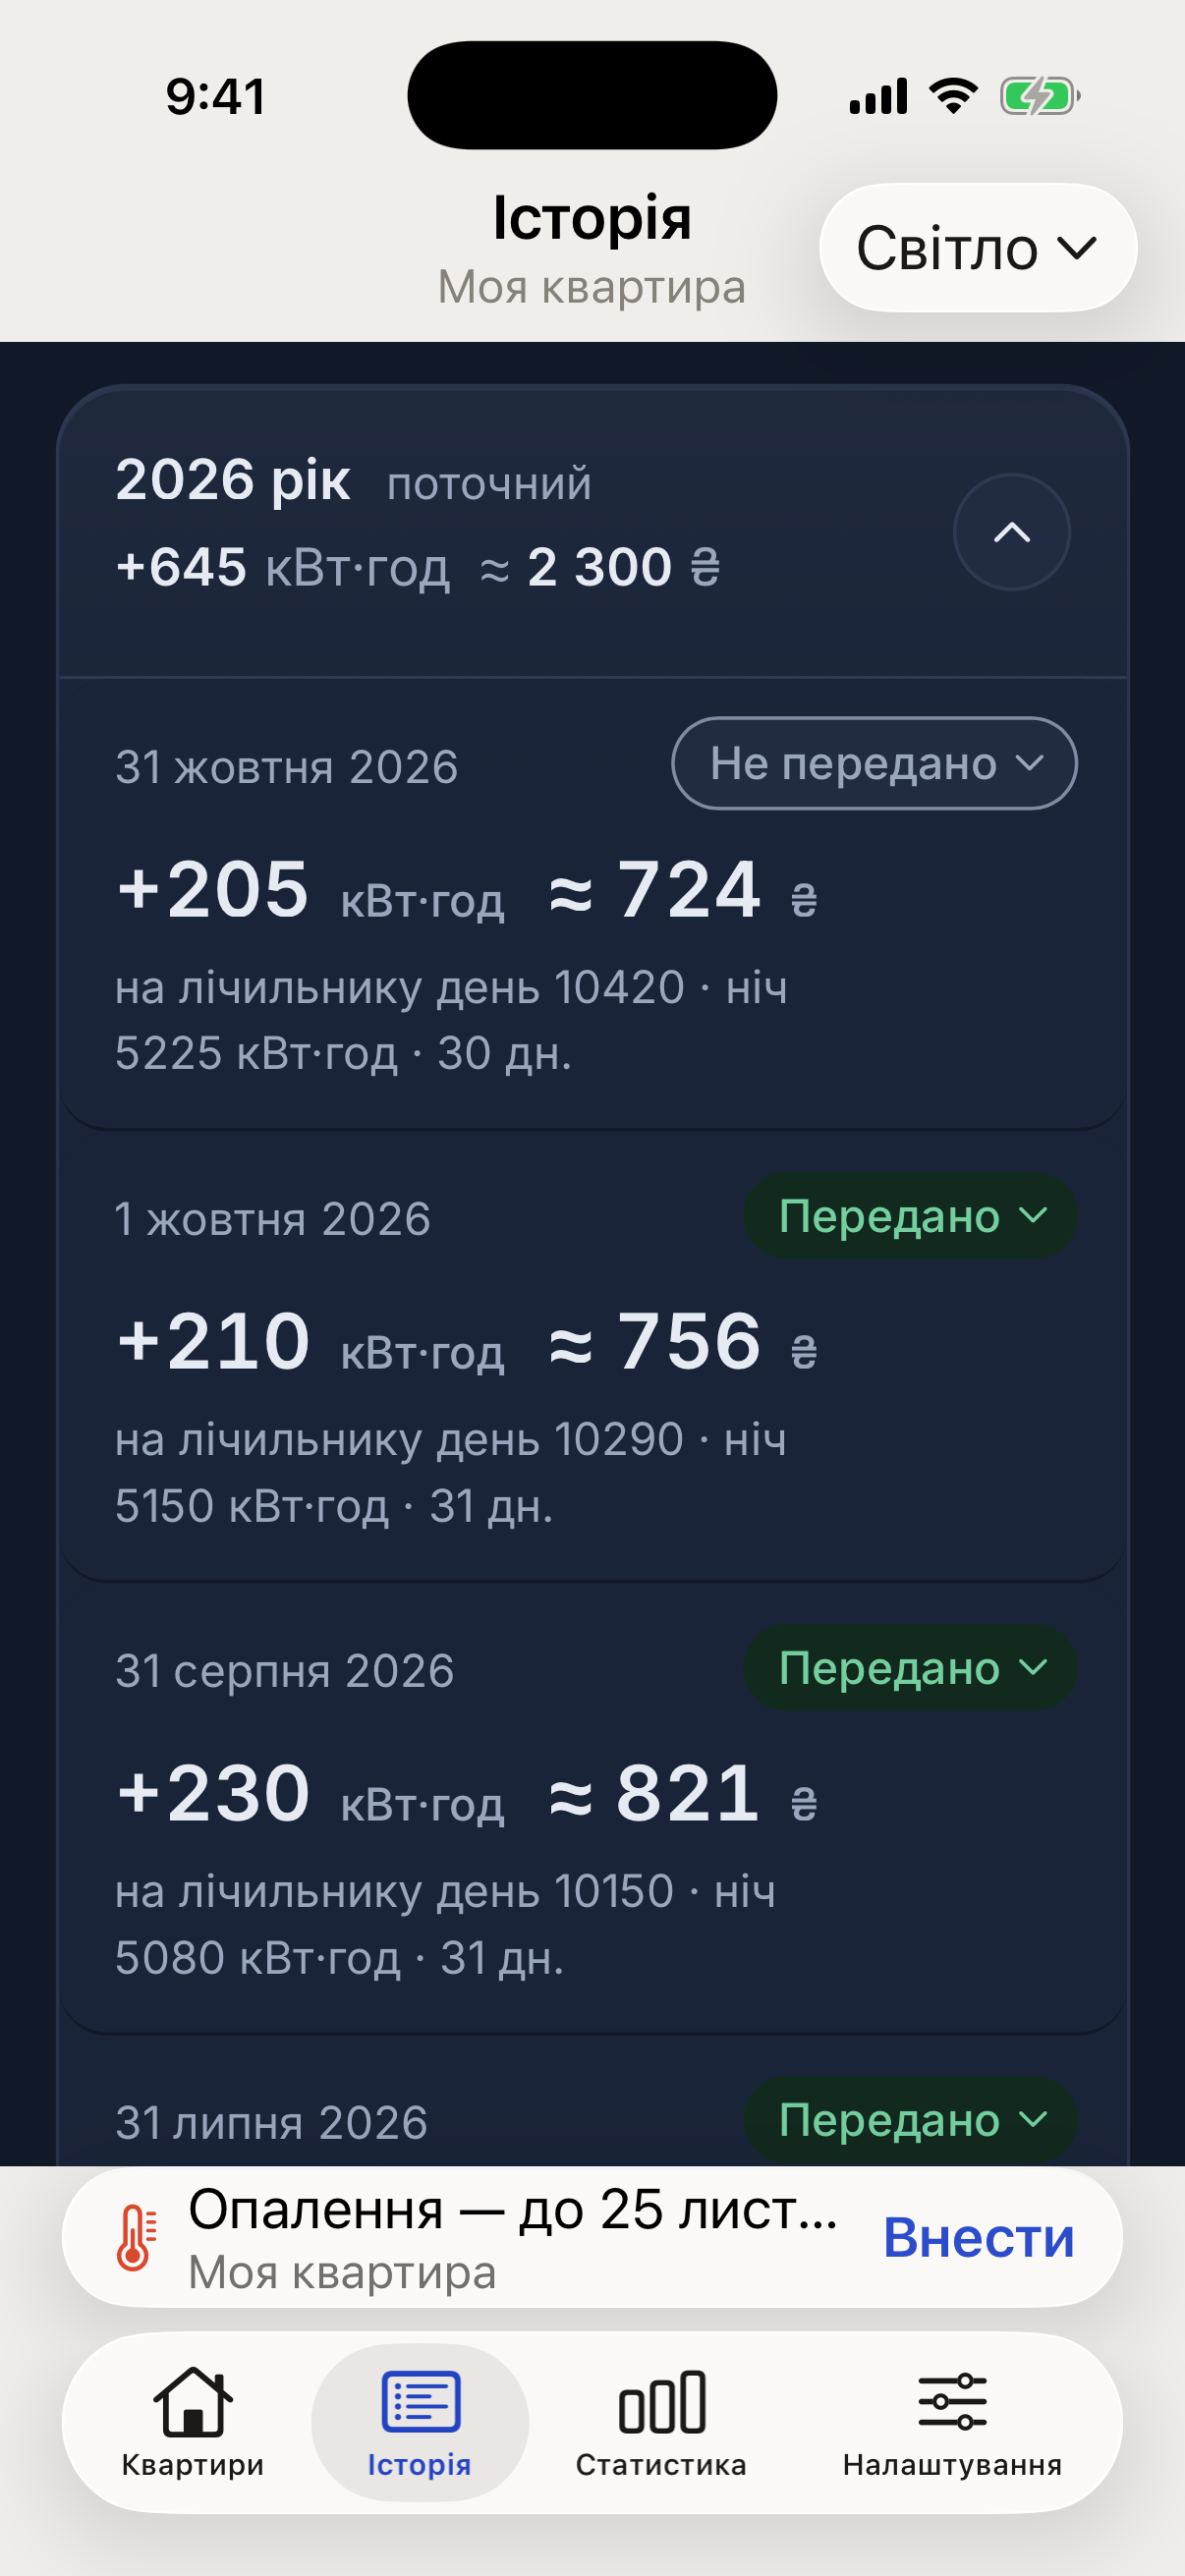 9:41
Історія
Моя квартира
Світло
2026 рік поточний
+645 кВт·год ≈ 2 300 ₴
31 жовтня 2026
Не передано
+205 кВт·год ≈ 724 ₴
на лічильнику день 10420 · ніч
5225 кВт·год · 30 дн.
1 жовтня 2026
Передано
+210 кВт·год ≈ 756 ₴
на лічильнику день 10290 · ніч
5150 кВт·год · 31 дн.
31 серпня 2026
Передано
+230 кВт·год ≈ 821 ₴
на лічильнику день 10150 · ніч
5080 кВт·год · 31 дн.
31 липня 2026
Передано
Опалення — до 25 лист...
Моя квартира
Внести
Квартири
Історія
Статистика
Налаштування